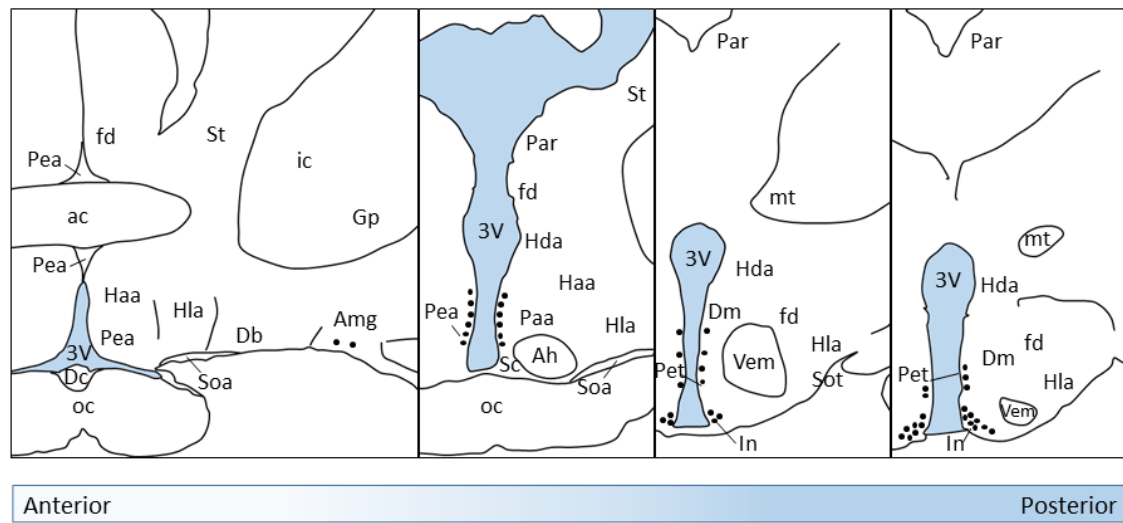 fd
St
Pea
ic
ac
Gp
Pea
Haa
Hla
Pea
Db
Amg
3V
Dc
Soa
oc
St
Par
fd
3V
Hda
Haa
Pea
Paa
Hla
Ah
Sc
Soa
oc
Par
mt
3V
Hda
Dm
fd
Vem
Hla
Pet
Sot
In
Par
mt
3V
Hda
fd
Dm
Pet
Hla
Vem
In
Anterior
Posterior